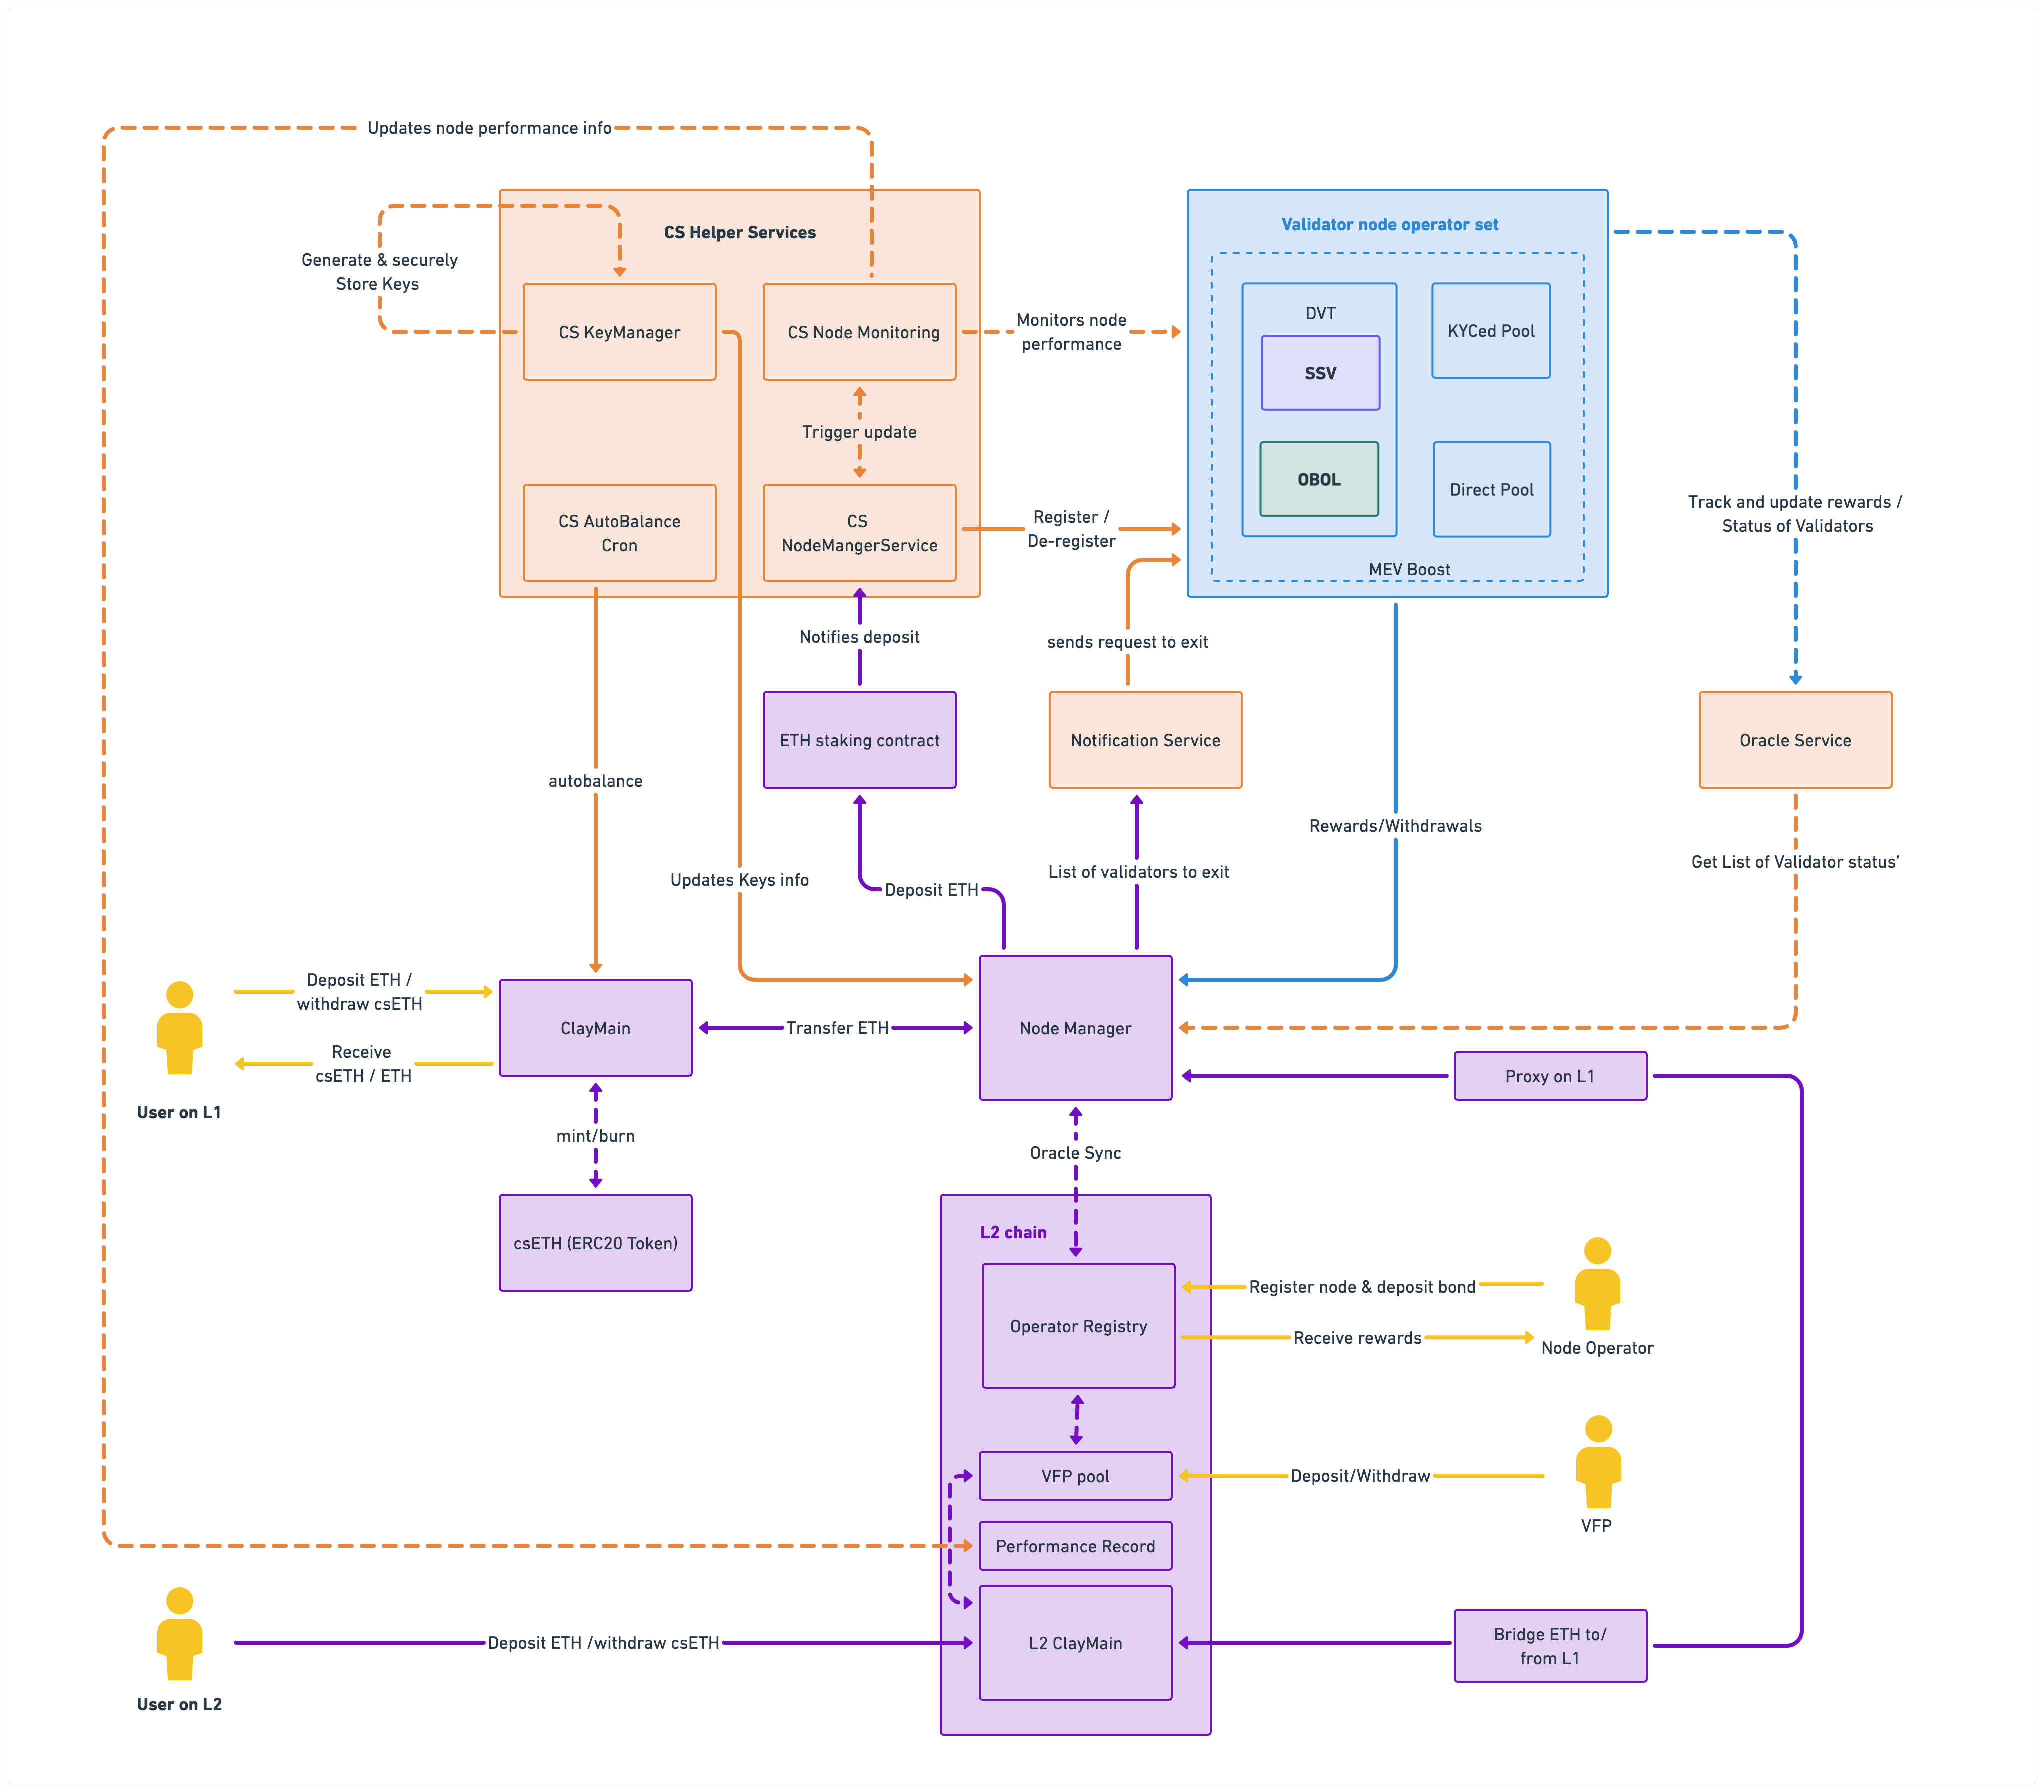 Updates node performance info
CS Helper Services
Validator node operator set
Generate & securely
Store Keys
CS KeyManager
CS Node Monitoring
Monitors node
performance
DVT
SSV
KYCed Pool
Trigger update
OBOL
Direct Pool
CS AutoBalance
Cron
CS
NodeMangerService
Register /
De-register
MEV Boost
Track and update rewards /
Status of Validators
Notifies deposit
sends request to exit
ETH staking contract
Notification Service
Oracle Service
autobalance
Rewards/Withdrawals
Updates Keys info
Deposit ETH
List of validators to exit
Get List of Validator status’
Deposit ETH /
withdraw csETH
Receive
csETH / ETH
User on L1
ClayMain
Transfer ETH
Node Manager
Proxy on L1
mint/burn
Oracle Sync
csETH (ERC20 Token)
L2 chain
Operator Registry
Register node & deposit bond
Receive rewards
Node Operator
VFP pool
Deposit/Withdraw
VFP
Performance Record
Deposit ETH /withdraw csETH
L2 ClayMain
Bridge ETH to/
from L1
User on L2